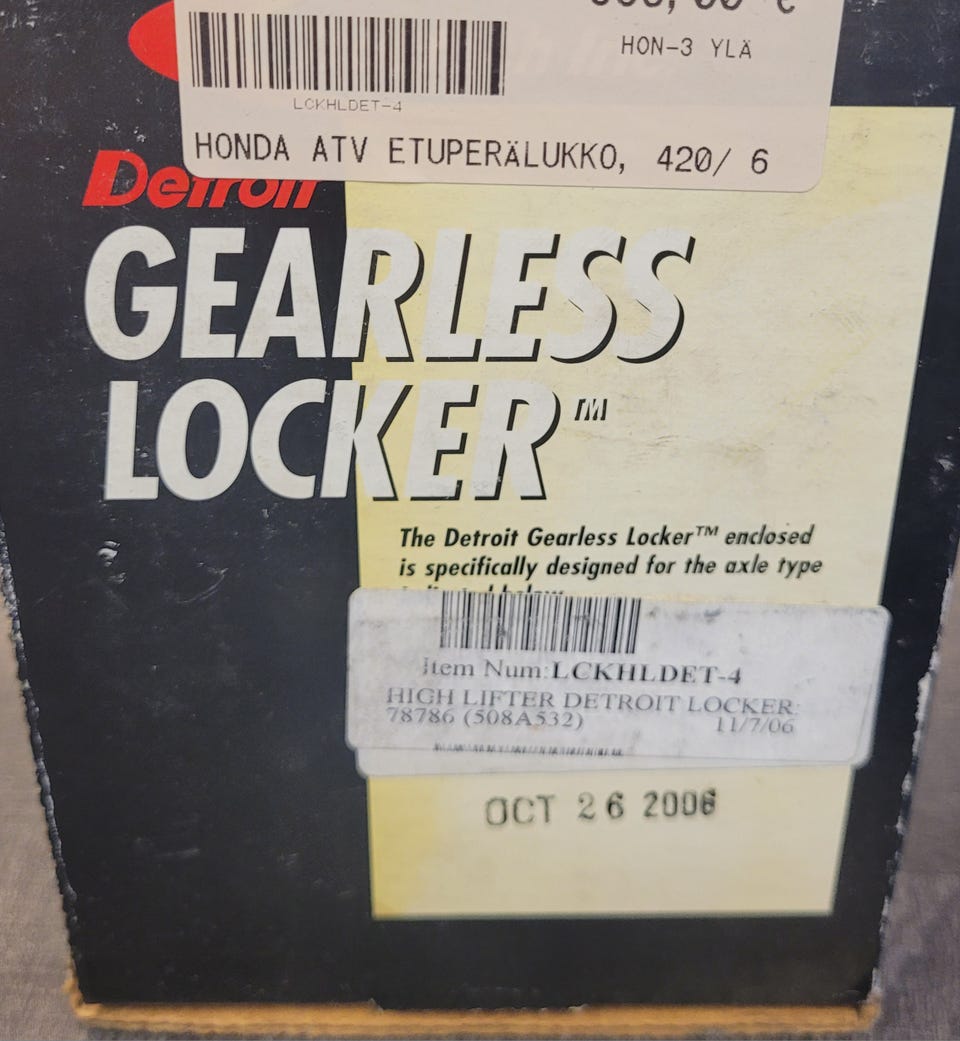 HON-3 YLÄ
LCKHLDET-4
HONDA ATV ETUPERÄLUKKO, 420/ 6
Detroit
GEARLESS
LOCKER™
The Detroit Gearless Locker™ enclosed
is specifically designed for the axle type
Item Num:LCKHLDET-4
HIGH LIFTER DETROIT LOCKER:
78786 (508A532) 11/7/06
OCT 26 2006